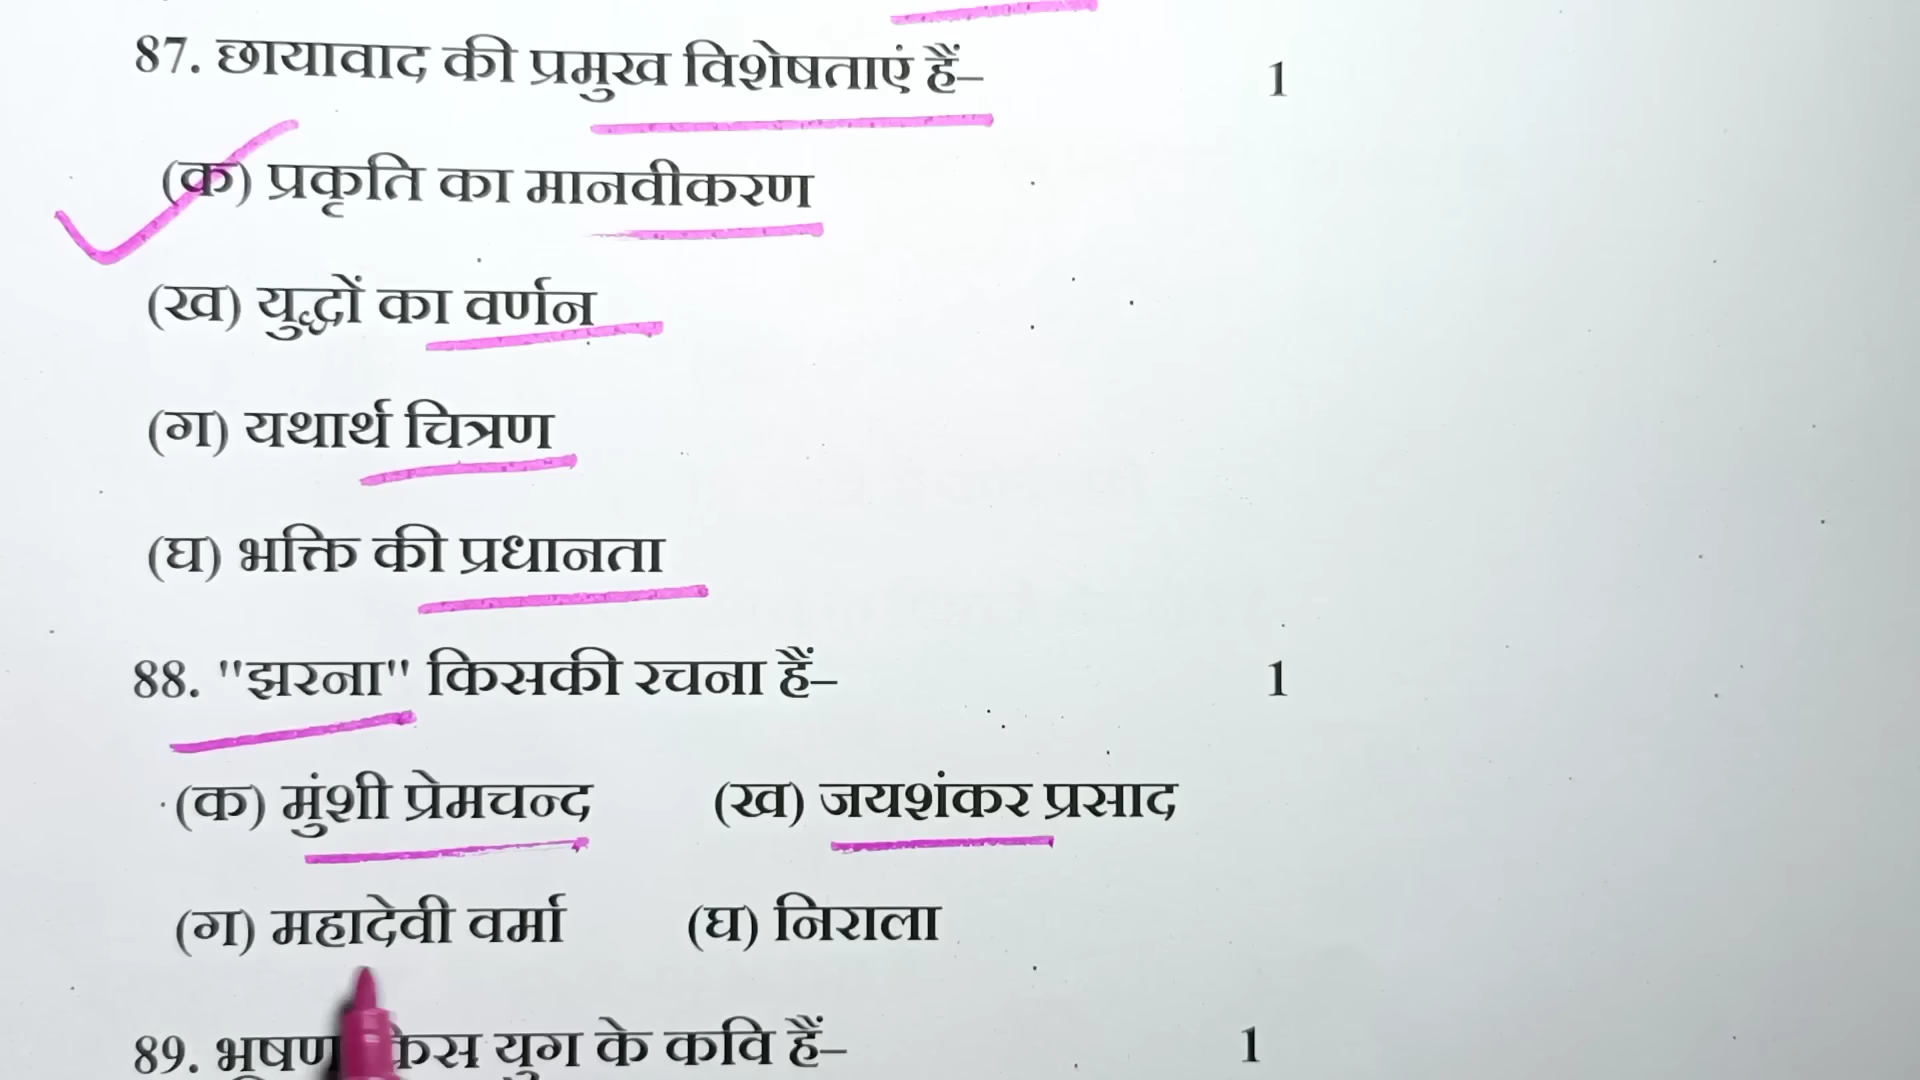 87. छायावाद की प्रमुख विशेषताएं हैं– 1
(क) प्रकृति का मानवीकरण
(ख) युद्धों का वर्णन
(ग) यथार्थ चित्रण
(घ) भक्ति की प्रधानता
88. "झरना" किसकी रचना हैं– 1
(क) मुंशी प्रेमचन्द (ख) जयशंकर प्रसाद
(ग) महादेवी वर्मा (घ) निराला
89. भूषण किस युग के कवि हैं– 1